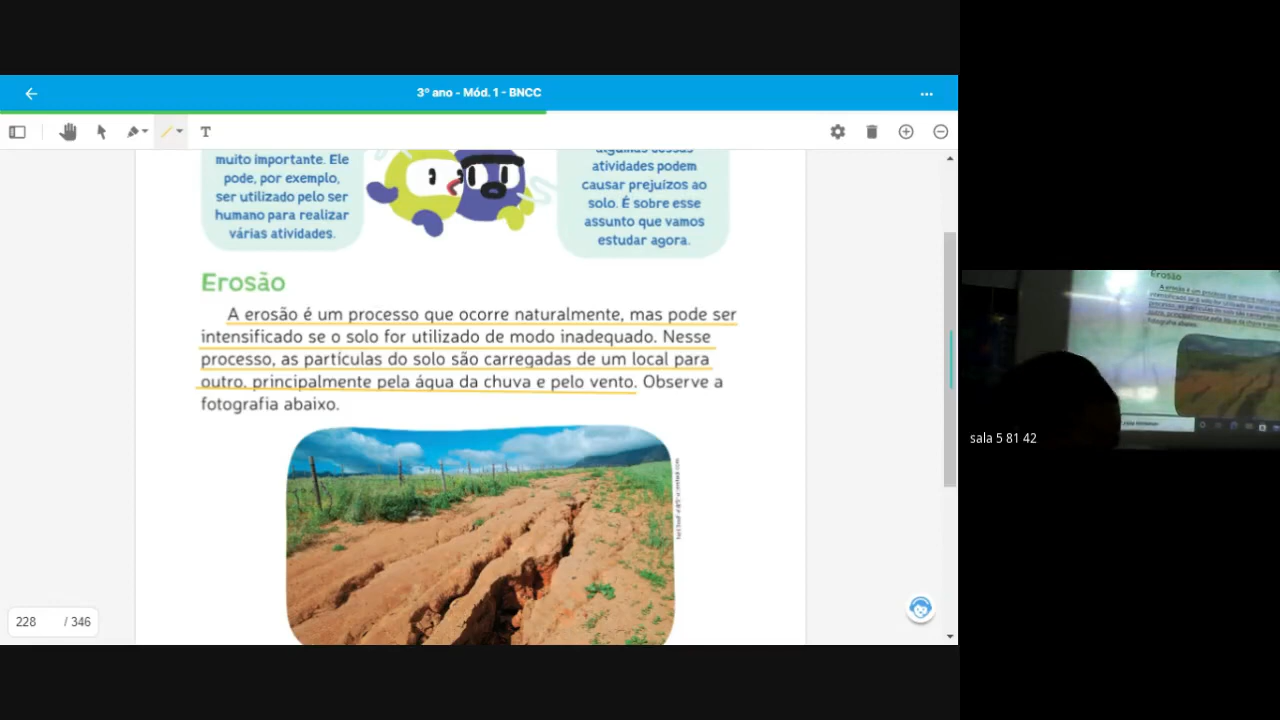 3º ano - Mód. 1 - BNCC
T
muito importante. Ele
pode, por exemplo,
ser utilizado pelo ser
humano para realizar
várias atividades.
atividades podem
causar prejuízos ao
solo. É sobre esse
assunto que vamos
estudar agora.
Erosão
A erosão é um processo que ocorre naturalmente, mas pode ser
intensificado se o solo for utilizado de modo inadequado. Nesse
processo, as partículas do solo são carregadas de um local para
outro, principalmente pela água da chuva e pelo vento. Observe a
fotografia abaixo.
228 / 346
Erosão
sala 5 81 42